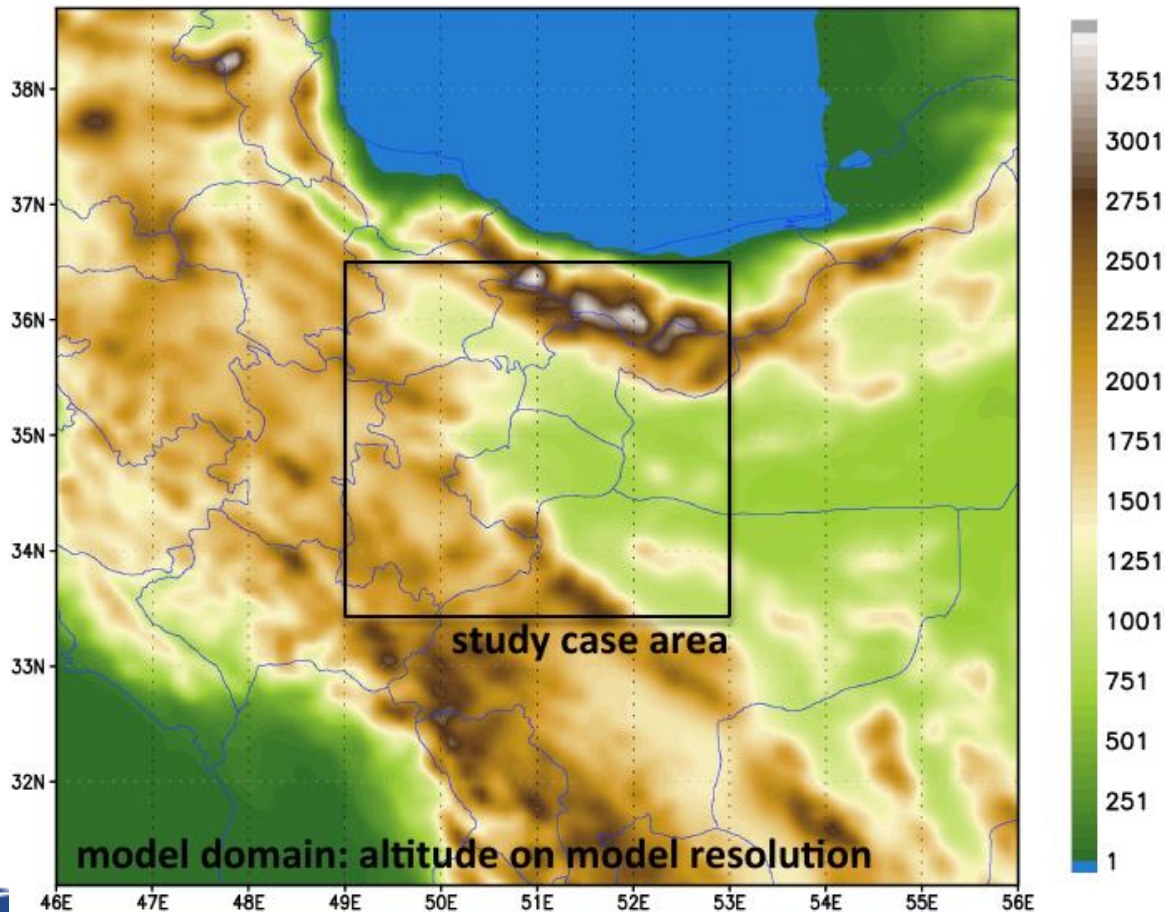 38N
37N
36N
35N
34N
33N
32N
study case area
model domain: altitude on model resolution
46E 47E 48E 49E 50E 51E 52E 53E 54E 55E 56E
3251
3001
2751
2501
2251
2001
1751
1501
1251
1001
751
501
251
1